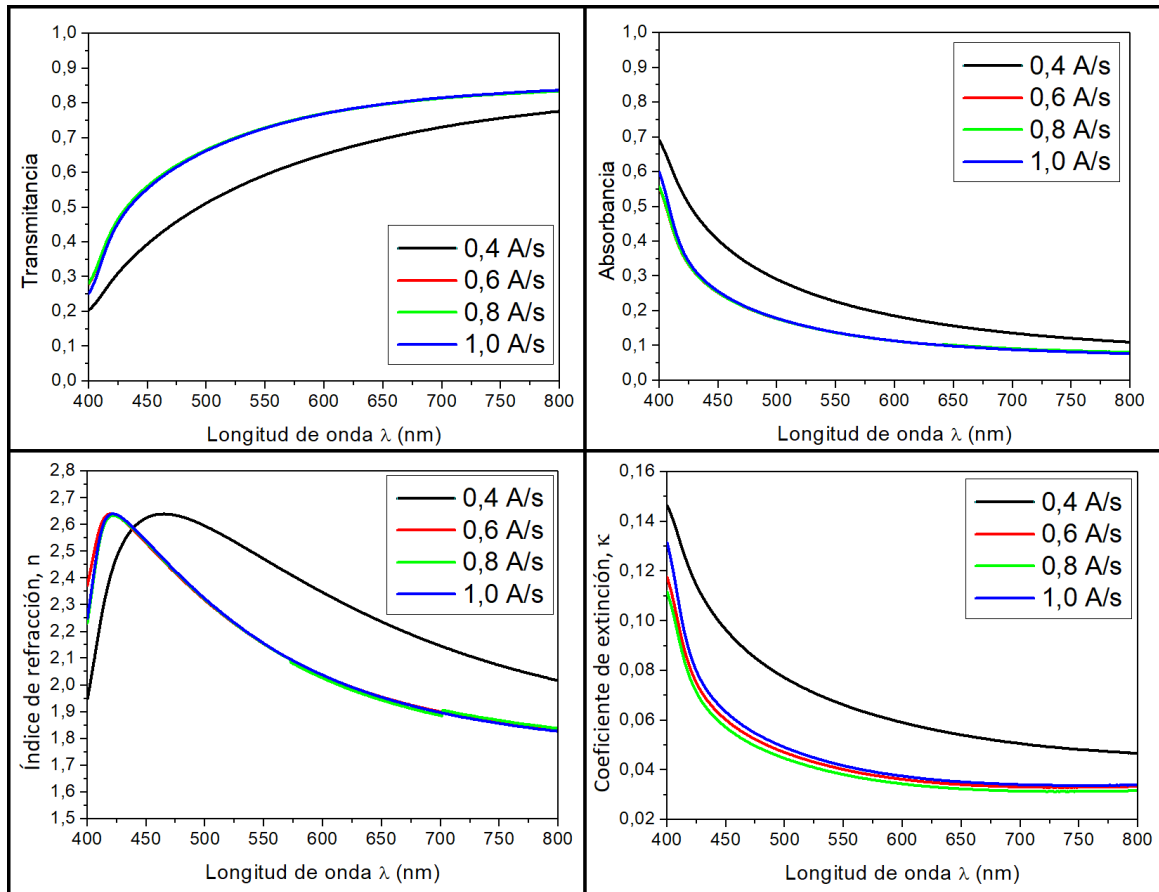 Transmitancia
1,0
0,9
0,8
0,7
0,6
0,5
0,4
0,3
0,2
0,1
0,0
400 450 500 550 600 650 700 750 800
Longitud de onda λ (nm)
0,4 A/s
0,6 A/s
0,8 A/s
1,0 A/s
Absorbancia
1,0
0,9
0,8
0,7
0,6
0,5
0,4
0,3
0,2
0,1
0,0
400 450 500 550 600 650 700 750 800
Longitud de onda λ (nm)
0,4 A/s
0,6 A/s
0,8 A/s
1,0 A/s
Índice de refracción, n
2,8
2,7
2,6
2,5
2,4
2,3
2,2
2,1
2,0
1,9
1,8
1,7
1,6
1,5
400 450 500 550 600 650 700 750 800
Longitud de onda λ (nm)
0,4 A/s
0,6 A/s
0,8 A/s
1,0 A/s
Coeficiente de extinción, κ
0,16
0,14
0,12
0,10
0,08
0,06
0,04
0,02
400 450 500 550 600 650 700 750 800
Longitud de onda λ (nm)
0,4 A/s
0,6 A/s
0,8 A/s
1,0 A/s